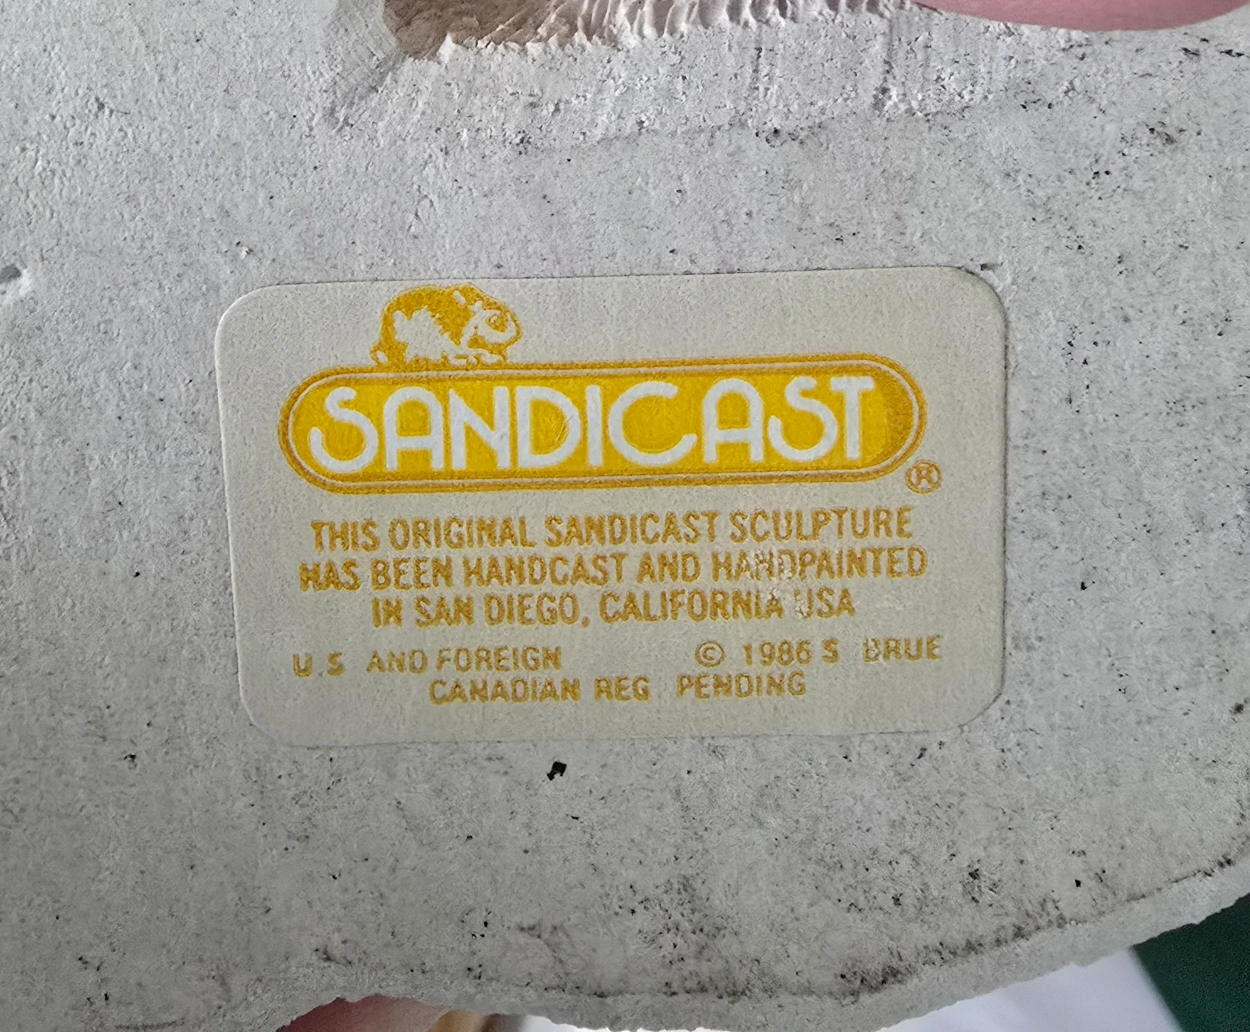 SANDICAST
®
THIS ORIGINAL SANDICAST SCULPTURE
HAS BEEN HANDCAST AND HANDPAINTED
IN SAN DIEGO, CALIFORNIA USA
U.S AND FOREIGN © 1986 S BRUE
CANADIAN REG PENDING